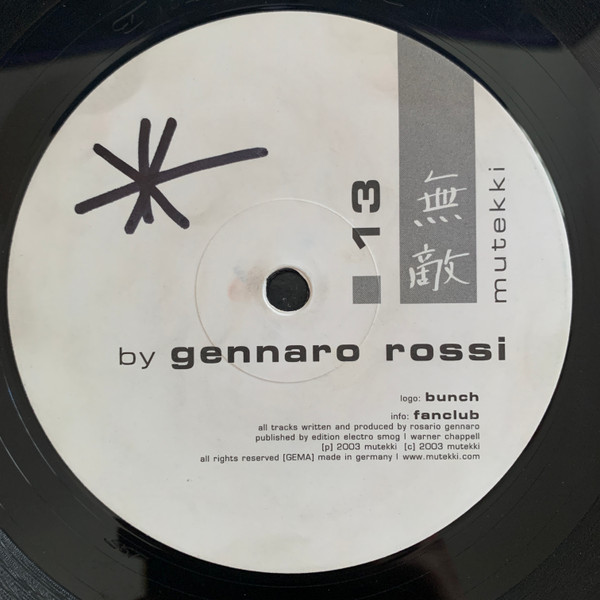 13
無敵
mutekki
by gennaro rossi
logo: bunch
info: fanclub
all tracks written and produced by rosario gennaro
published by edition electro smog | warner chappell
[p] 2003 mutekki [c] 2003 mutekki
all rights reserved [GEMA] made in germany | www.mutekki.com